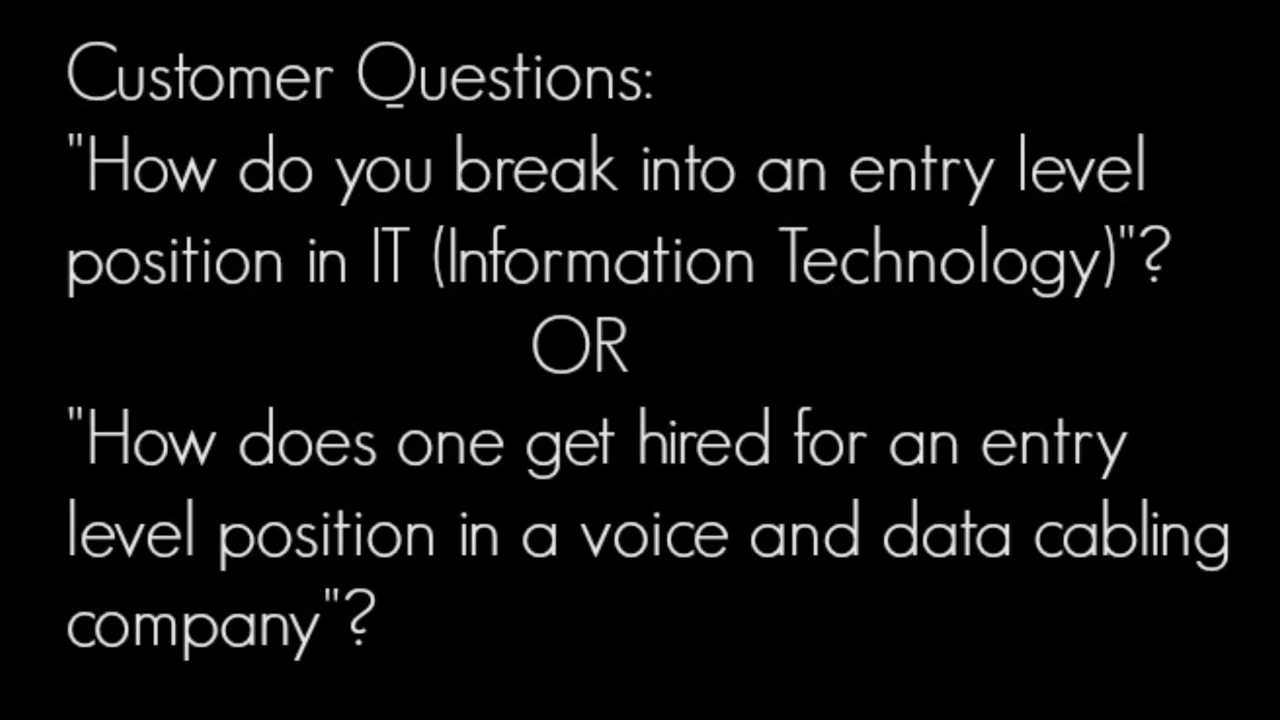 Customer Questions:
"How do you break into an entry level
position in IT (Information Technology)"?
OR
"How does one get hired for an entry
level position in a voice and data cabling
company"?